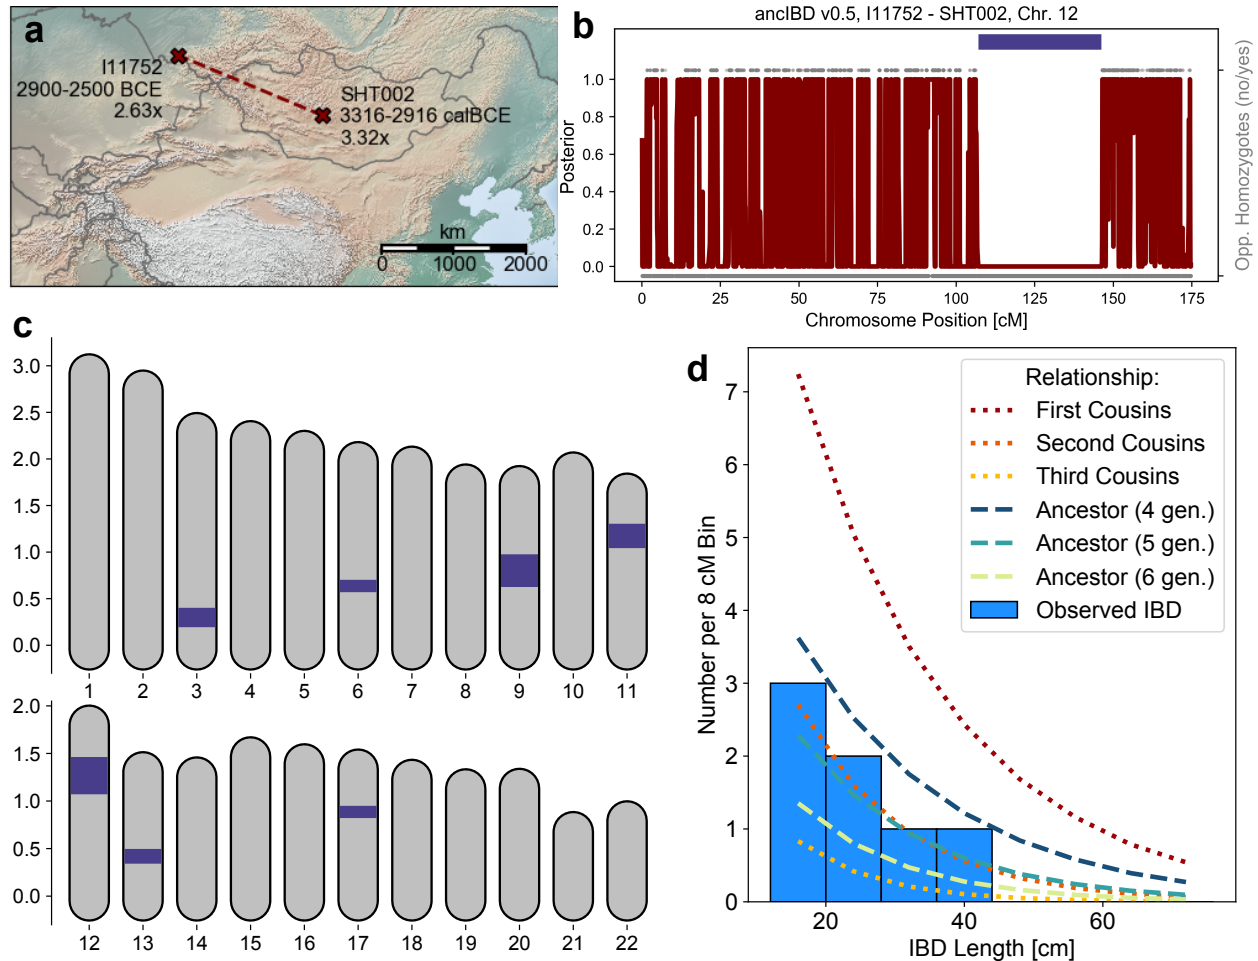 a
I11752
2900-2500 BCE
2.63x
SHT002
3316-2916 calBCE
3.32x
km
0 1000 2000
b
ancIBD v0.5, I11752 - SHT002, Chr. 12
Posterior
1.0
0.8
0.6
0.4
0.2
0.0
0 25 50 75 100 125 150 175
Chromosome Position [cM]
Opp. Homozygotes (no/yes)
c
3.0
2.5
2.0
1.5
1.0
0.5
0.0
1 2 3 4 5 6 7 8 9 10 11
2.0
1.5
1.0
0.5
0.0
12 13 14 15 16 17 18 19 20 21 22
d
Number per 8 cM Bin
7
6
5
4
3
2
1
0
20 40 60
IBD Length [cm]
Relationship:
First Cousins
Second Cousins
Third Cousins
Ancestor (4 gen.)
Ancestor (5 gen.)
Ancestor (6 gen.)
Observed IBD